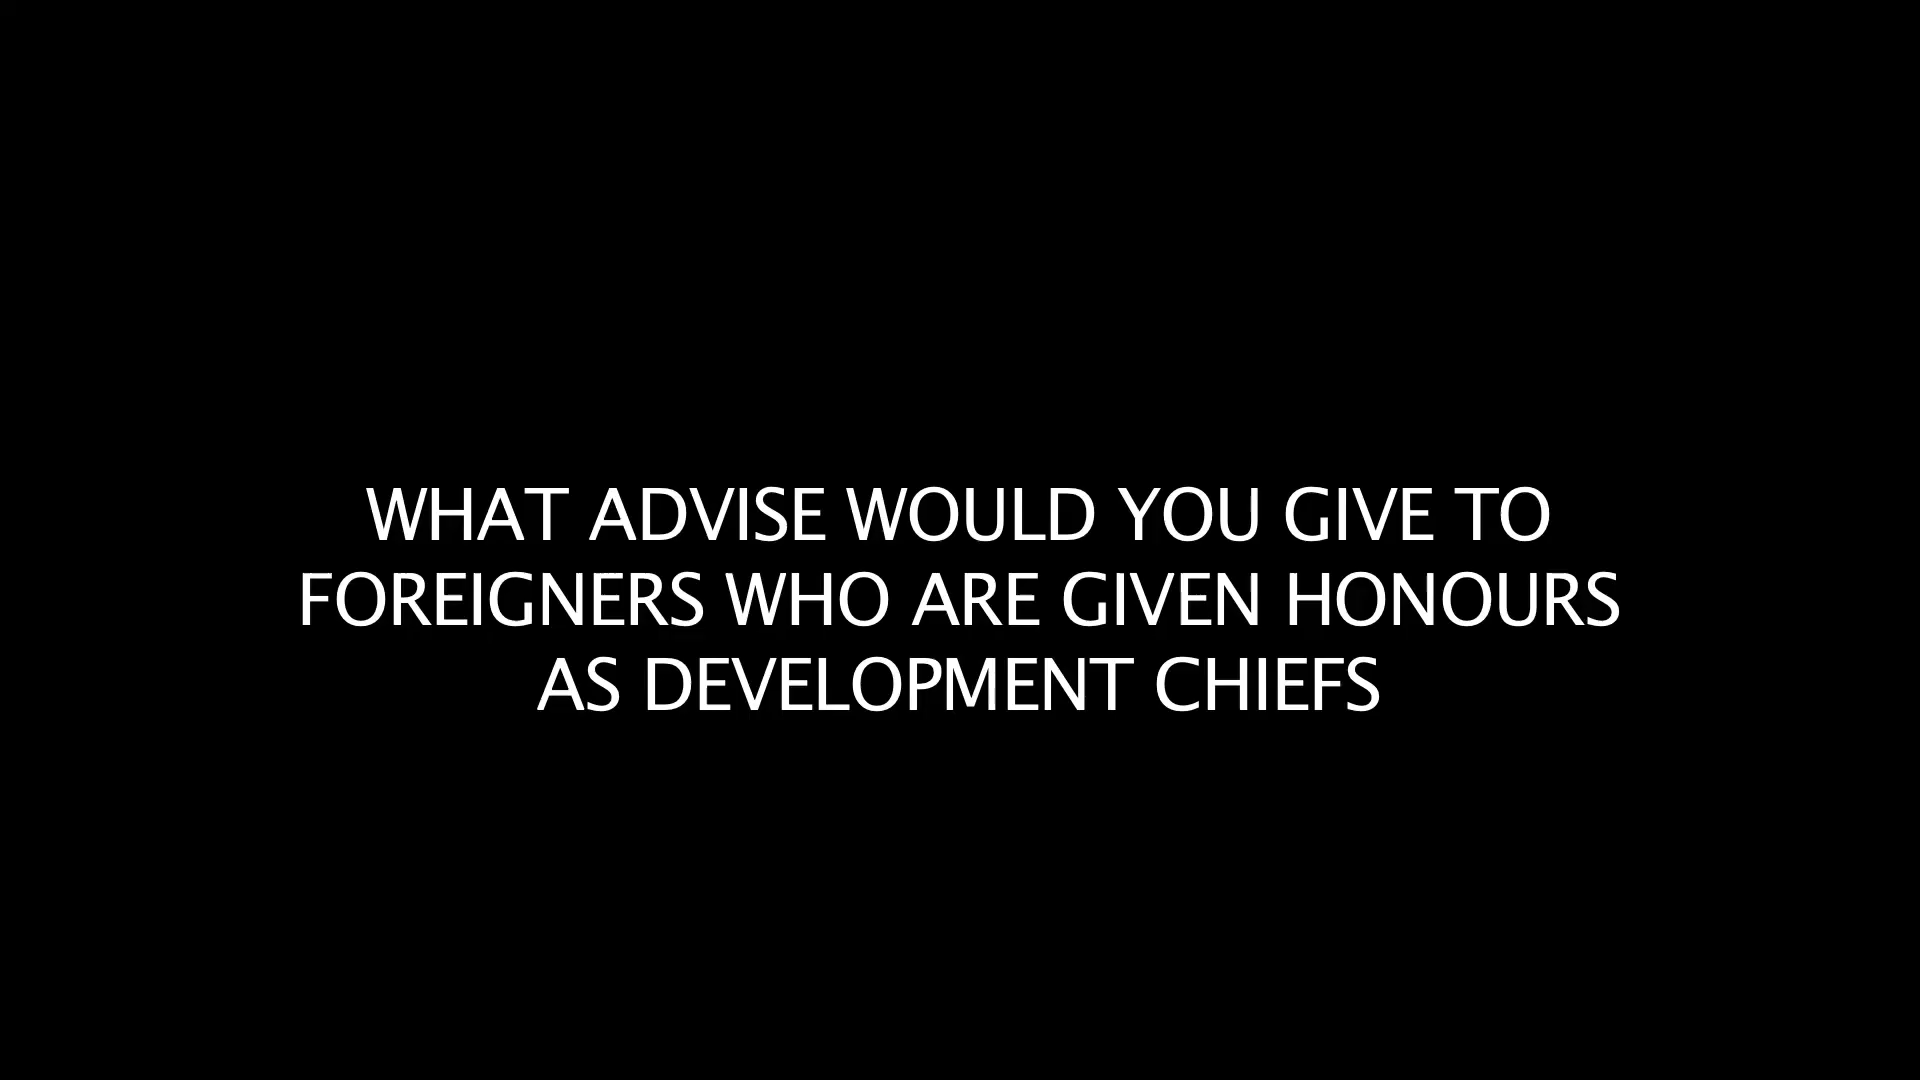 WHAT ADVISE WOULD YOU GIVE TO
FOREIGNERS WHO ARE GIVEN HONOURS
AS DEVELOPMENT CHIEFS